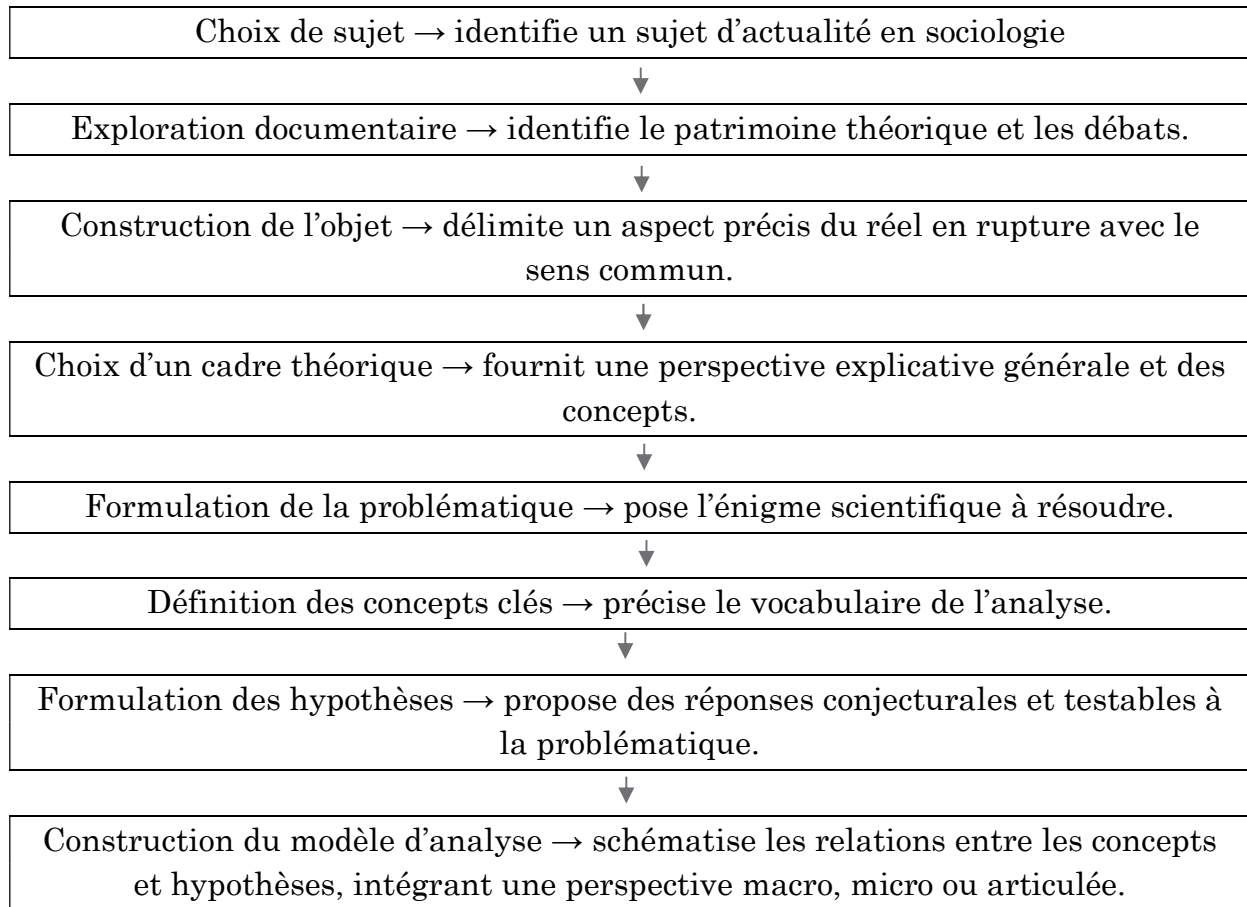 Choix de sujet → identifie un sujet d’actualité en sociologie
Exploration documentaire → identifie le patrimoine théorique et les débats.
Construction de l’objet → délimite un aspect précis du réel en rupture avec le
sens commun.
Choix d’un cadre théorique → fournit une perspective explicative générale et des
concepts.
Formulation de la problématique → pose l’énigme scientifique à résoudre.
Définition des concepts clés → précise le vocabulaire de l’analyse.
Formulation des hypothèses → propose des réponses conjecturales et testables à
la problématique.
Construction du modèle d’analyse → schématise les relations entre les concepts
et hypothèses, intégrant une perspective macro, micro ou articulée.